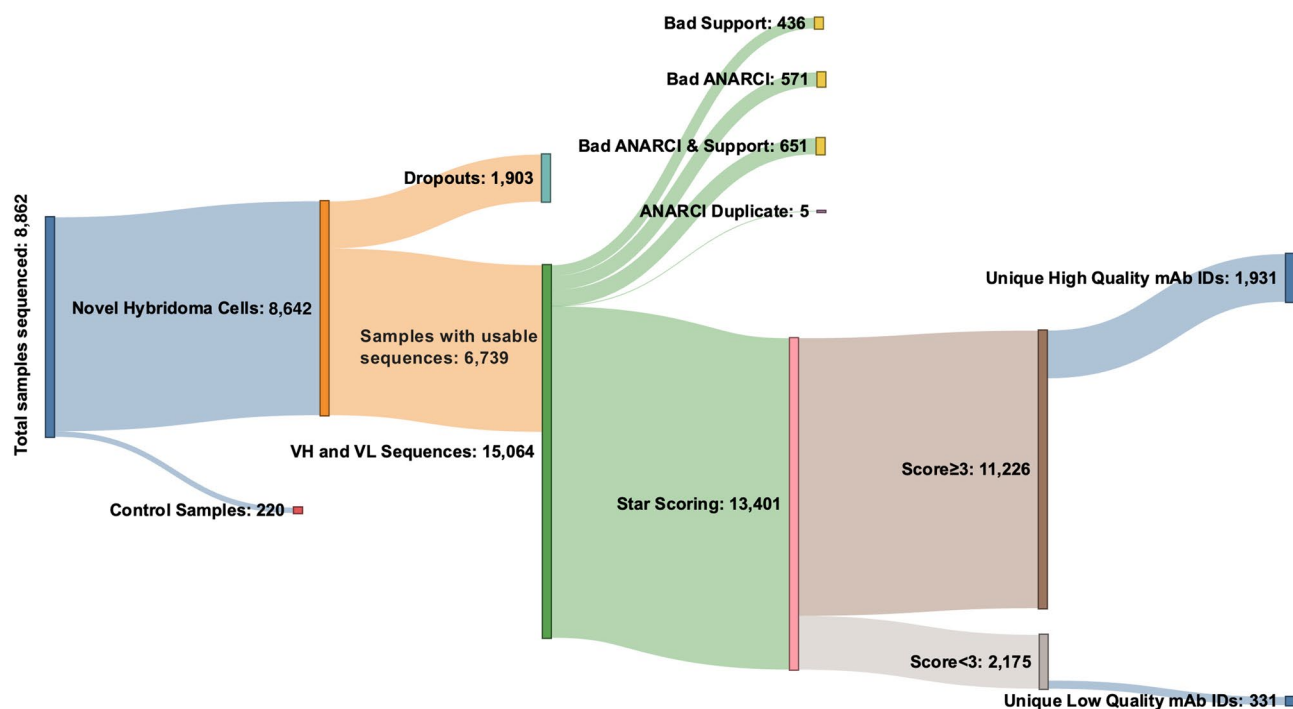 Total samples sequenced: 8,862
Novel Hybridoma Cells: 8,642
Control Samples: 220
Dropouts: 1,903
Samples with usable
sequences: 6,739
VH and VL Sequences: 15,064
Bad Support: 436
Bad ANARCI: 571
Bad ANARCI & Support: 651
ANARCI Duplicate: 5
Star Scoring: 13,401
Score≥3: 11,226
Score<3: 2,175
Unique High Quality mAb IDs: 1,931
Unique Low Quality mAb IDs: 331